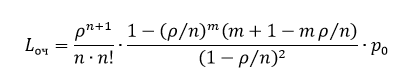 L_оч = ρ^(n+1) / (n · n!) · (1 − (ρ/n)^m (m + 1 − m ρ/n)) / (1 − ρ/n)^2 · p_0